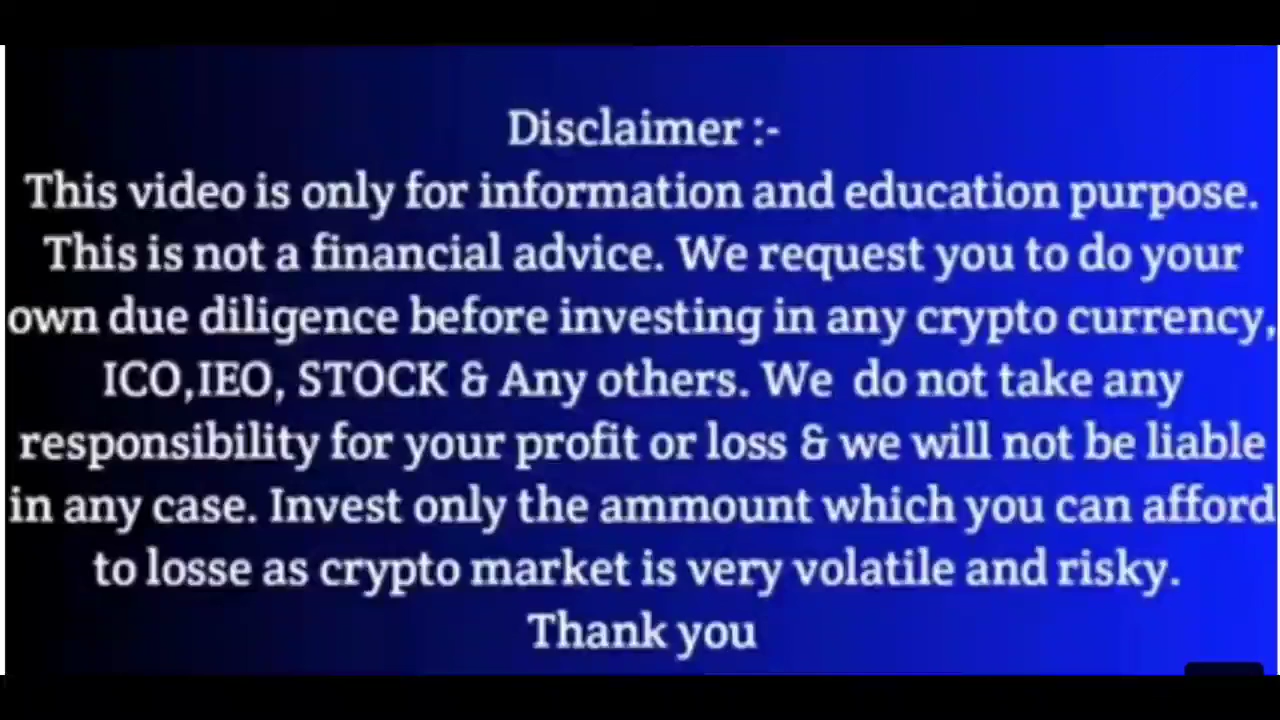 Disclaimer :-
This video is only for information and education purpose.
This is not a financial advice. We request you to do your
own due diligence before investing in any crypto currency,
ICO,IEO, STOCK & Any others. We  do not take any
responsibility for your profit or loss & we will not be liable
in any case. Invest only the ammount which you can afford
to losse as crypto market is very volatile and risky.
Thank you